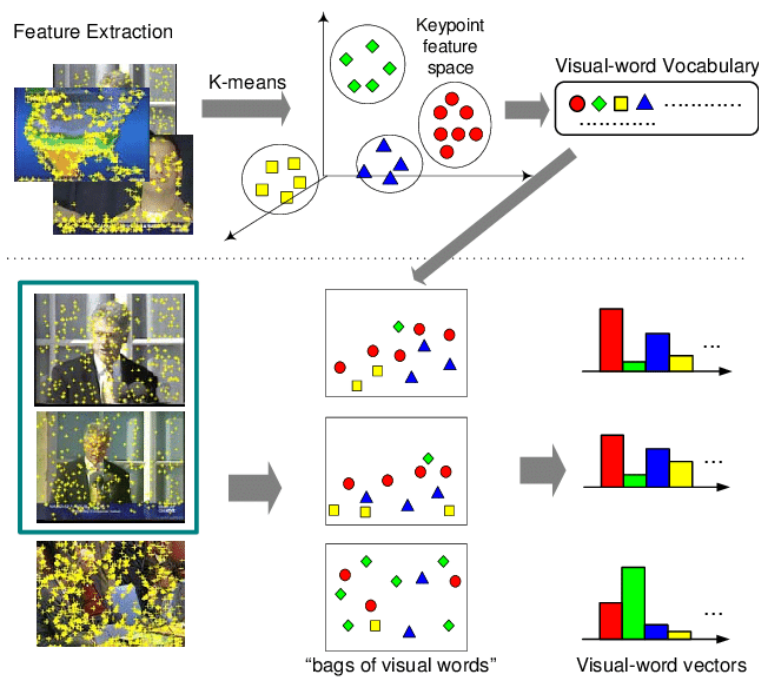 Feature Extraction
K-means
Keypoint
feature
space
Visual-word Vocabulary
............
............
...
...
...
"bags of visual words"
Visual-word vectors